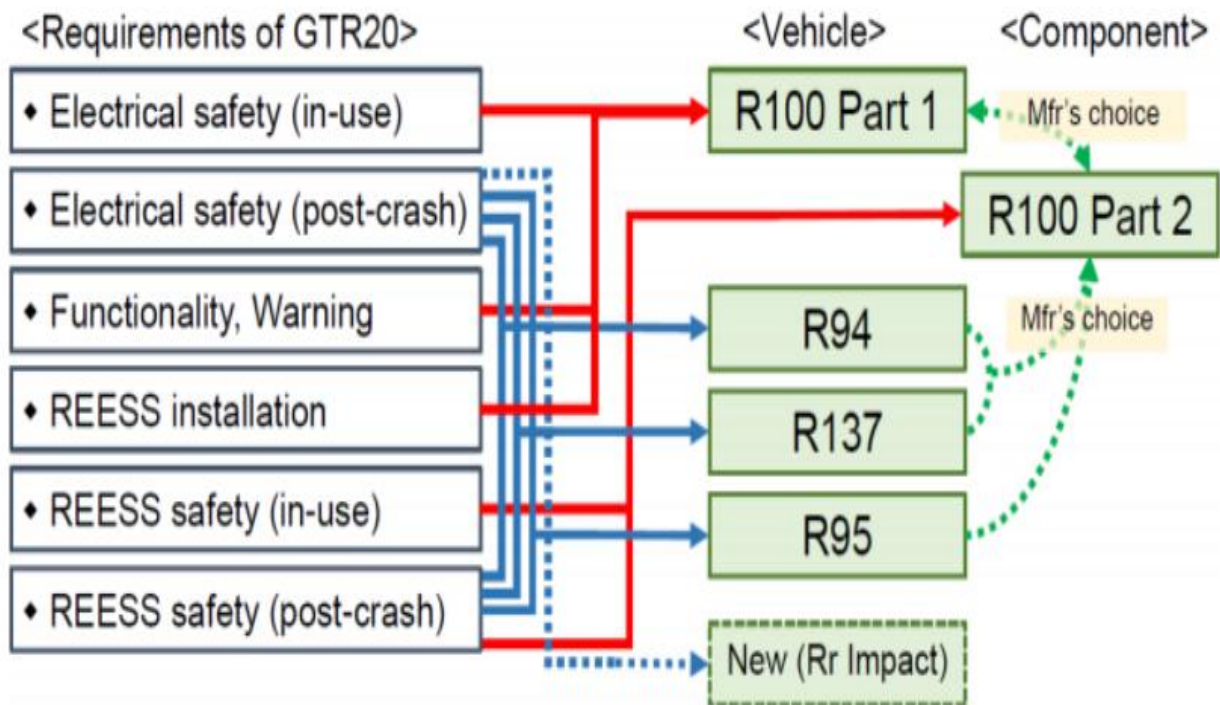 <Requirements of GTR20>
<Vehicle>
<Component>
◆ Electrical safety (in-use)
◆ Electrical safety (post-crash)
◆ Functionality, Warning
◆ REESS installation
◆ REESS safety (in-use)
◆ REESS safety (post-crash)
R100 Part 1
Mfr's choice
R100 Part 2
R94
Mfr's choice
R137
R95
New (Rr Impact)